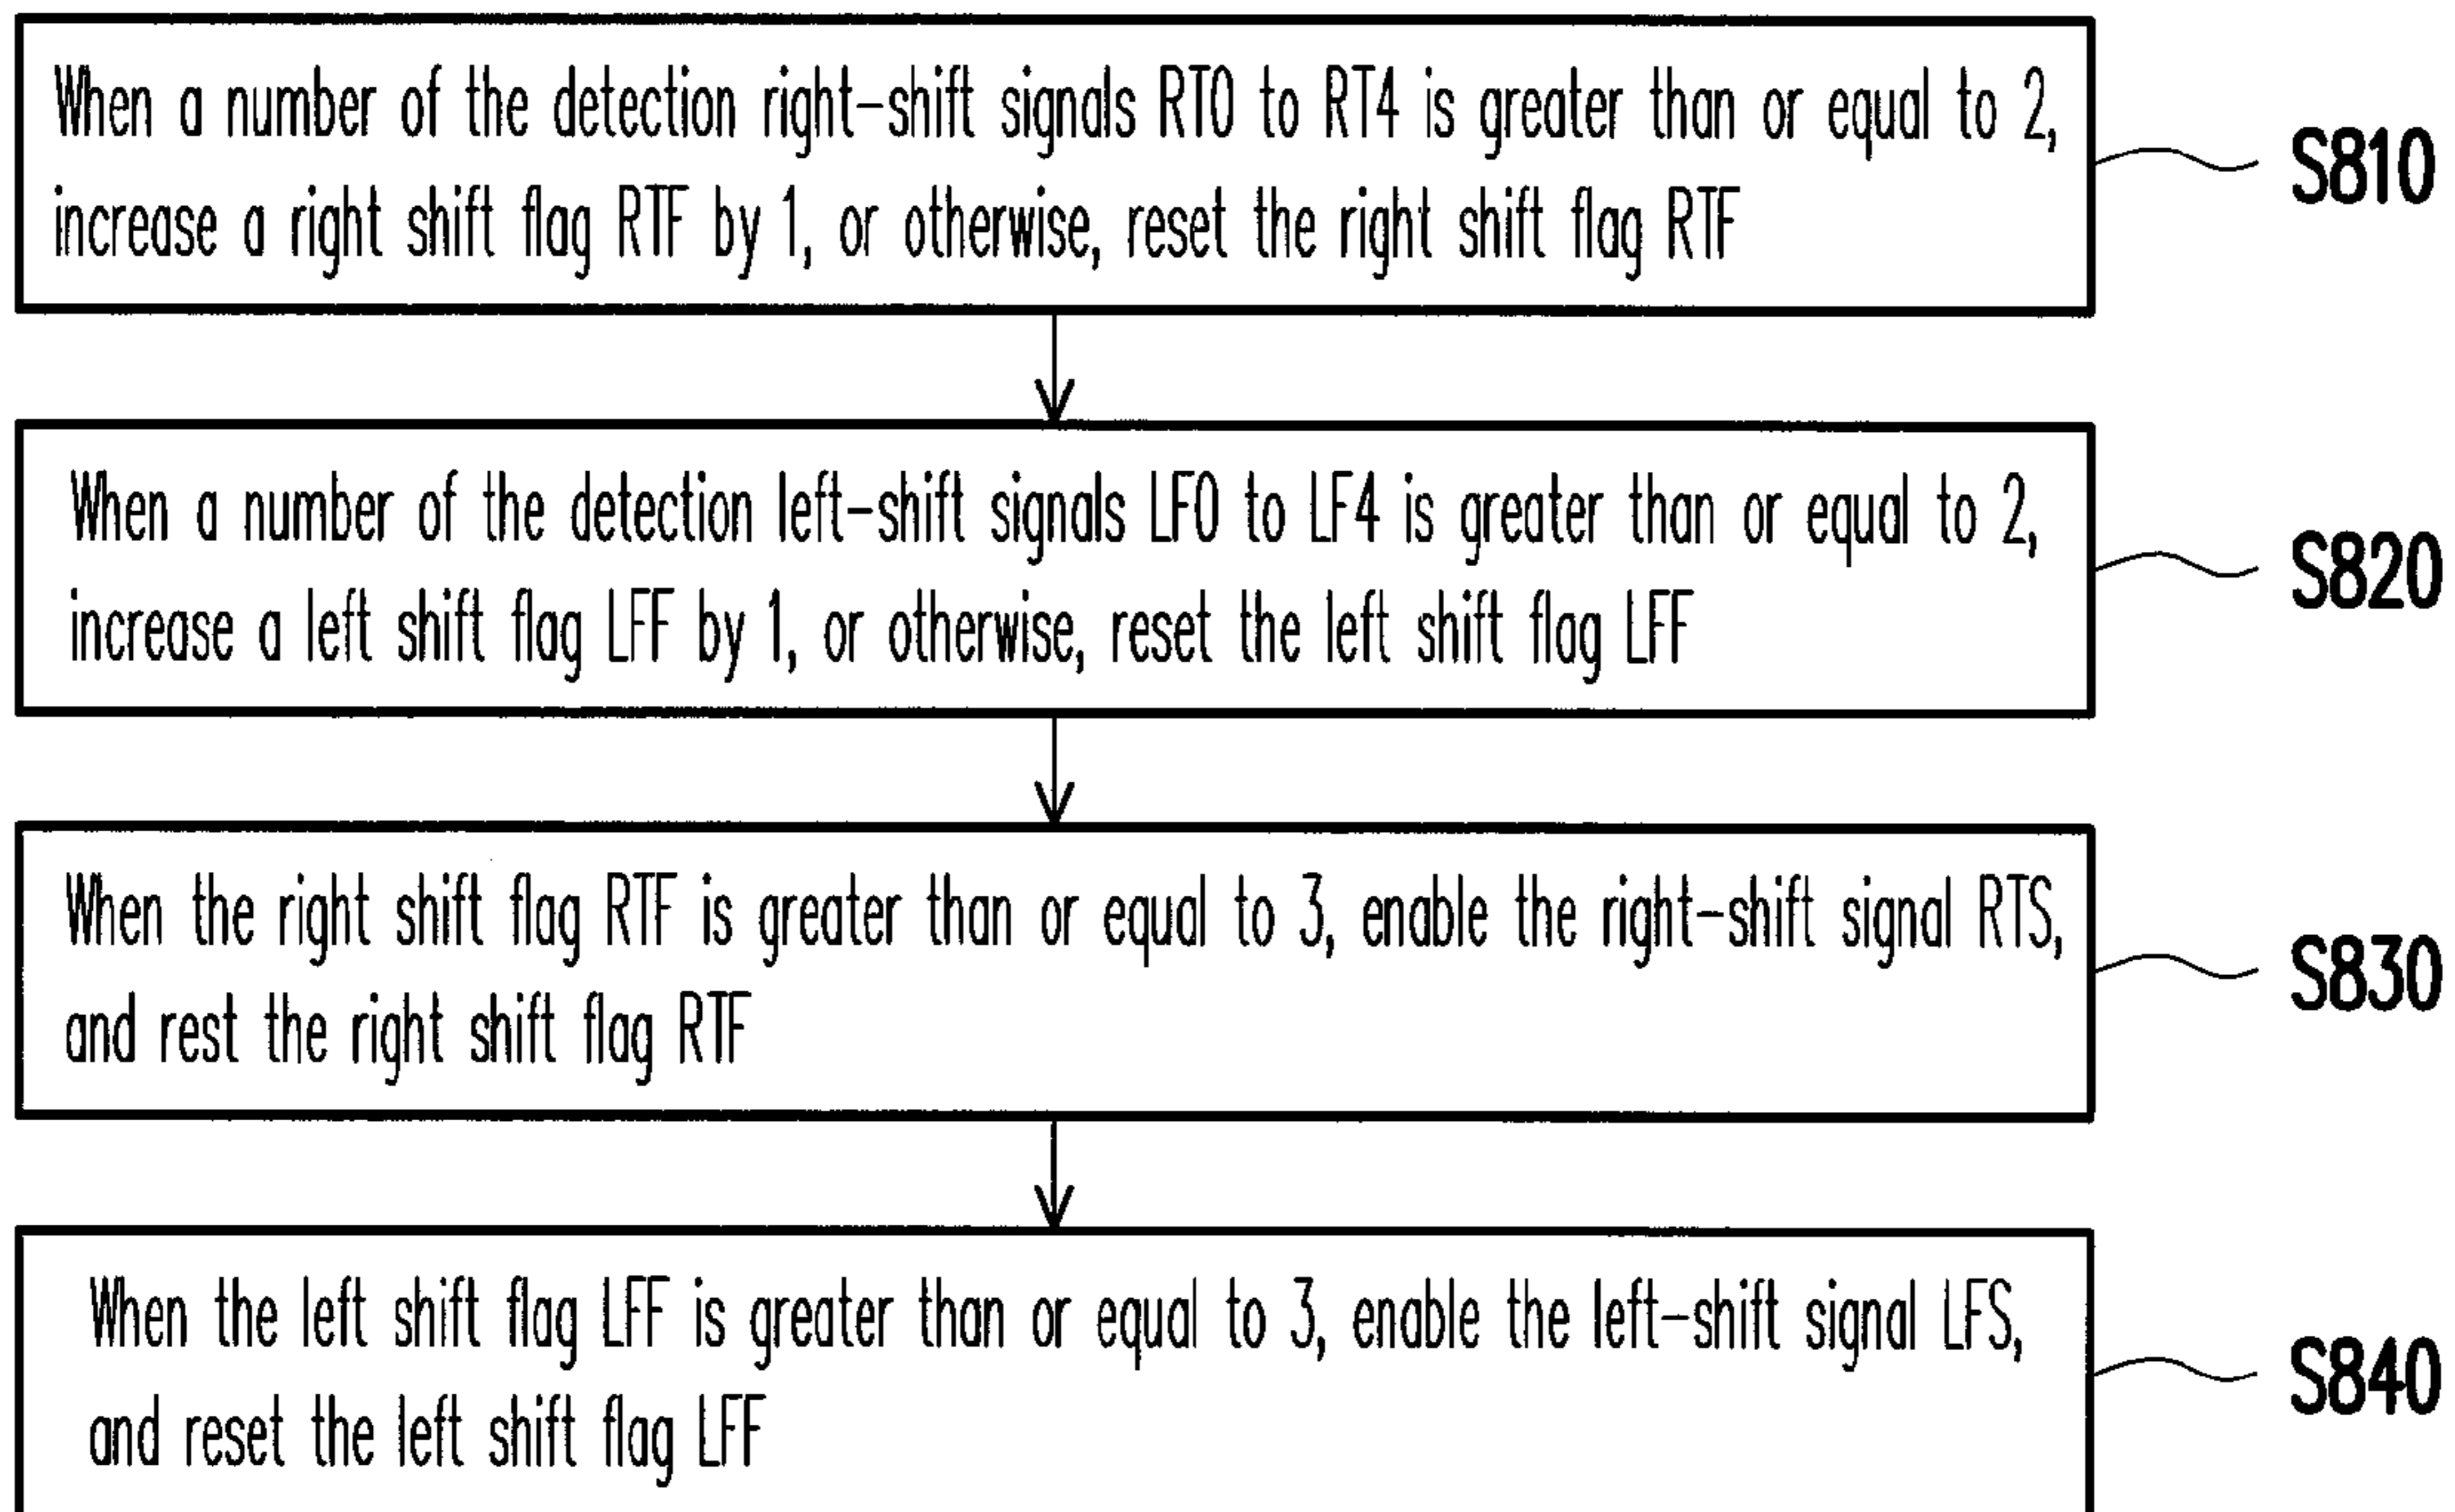 When a number of the detection right-shift signals RT0 to RT4 is greater than or equal to 2,
increase a right shift flag RTF by 1, or otherwise, reset the right shift flag RTF
S810
When a number of the detection left-shift signals LF0 to LF4 is greater than or equal to 2,
increase a left shift flag LFF by 1, or otherwise, reset the left shift flag LFF
S820
When the right shift flag RTF is greater than or equal to 3, enable the right-shift signal RTS,
and rest the right shift flag RTF
S830
When the left shift flag LFF is greater than or equal to 3, enable the left-shift signal LFS,
and reset the left shift flag LFF
S840